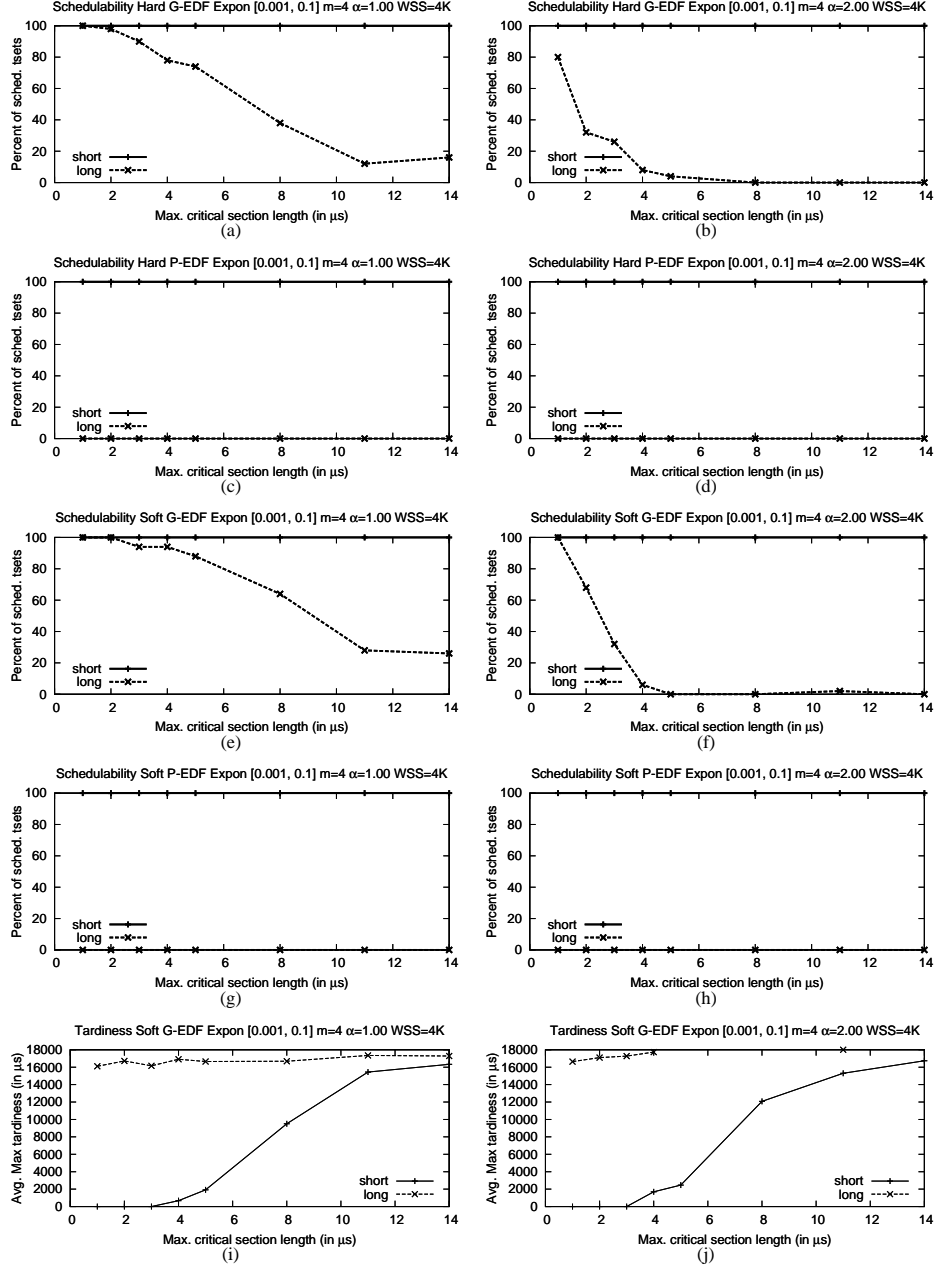 Schedulability Hard G-EDF Expon [0.001, 0.1] m=4 α=1.00 WSS=4K
Percent of sched. tsets
100
80
60
40
20
0
short
long
0 2 4 6 8 10 12 14
Max. critical section length (in μs)
(a)
Schedulability Hard G-EDF Expon [0.001, 0.1] m=4 α=2.00 WSS=4K
Percent of sched. tsets
100
80
60
40
20
0
short
long
0 2 4 6 8 10 12 14
Max. critical section length (in μs)
(b)
Schedulability Hard P-EDF Expon [0.001, 0.1] m=4 α=1.00 WSS=4K
Percent of sched. tsets
100
80
60
40
20
0
short
long
0 2 4 6 8 10 12 14
Max. critical section length (in μs)
(c)
Schedulability Hard P-EDF Expon [0.001, 0.1] m=4 α=2.00 WSS=4K
Percent of sched. tsets
100
80
60
40
20
0
short
long
0 2 4 6 8 10 12 14
Max. critical section length (in μs)
(d)
Schedulability Soft G-EDF Expon [0.001, 0.1] m=4 α=1.00 WSS=4K
Percent of sched. tsets
100
80
60
40
20
0
short
long
0 2 4 6 8 10 12 14
Max. critical section length (in μs)
(e)
Schedulability Soft G-EDF Expon [0.001, 0.1] m=4 α=2.00 WSS=4K
Percent of sched. tsets
100
80
60
40
20
0
short
long
0 2 4 6 8 10 12 14
Max. critical section length (in μs)
(f)
Schedulability Soft P-EDF Expon [0.001, 0.1] m=4 α=1.00 WSS=4K
Percent of sched. tsets
100
80
60
40
20
0
short
long
0 2 4 6 8 10 12 14
Max. critical section length (in μs)
(g)
Schedulability Soft P-EDF Expon [0.001, 0.1] m=4 α=2.00 WSS=4K
Percent of sched. tsets
100
80
60
40
20
0
short
long
0 2 4 6 8 10 12 14
Max. critical section length (in μs)
(h)
Tardiness Soft G-EDF Expon [0.001, 0.1] m=4 α=1.00 WSS=4K
Avg. Max tardiness (in μs)
18000
16000
14000
12000
10000
8000
6000
4000
2000
0
short
long
0 2 4 6 8 10 12 14
Max. critical section length (in μs)
(i)
Tardiness Soft G-EDF Expon [0.001, 0.1] m=4 α=2.00 WSS=4K
Avg. Max tardiness (in μs)
18000
16000
14000
12000
10000
8000
6000
4000
2000
0
short
long
0 2 4 6 8 10 12 14
Max. critical section length (in μs)
(j)